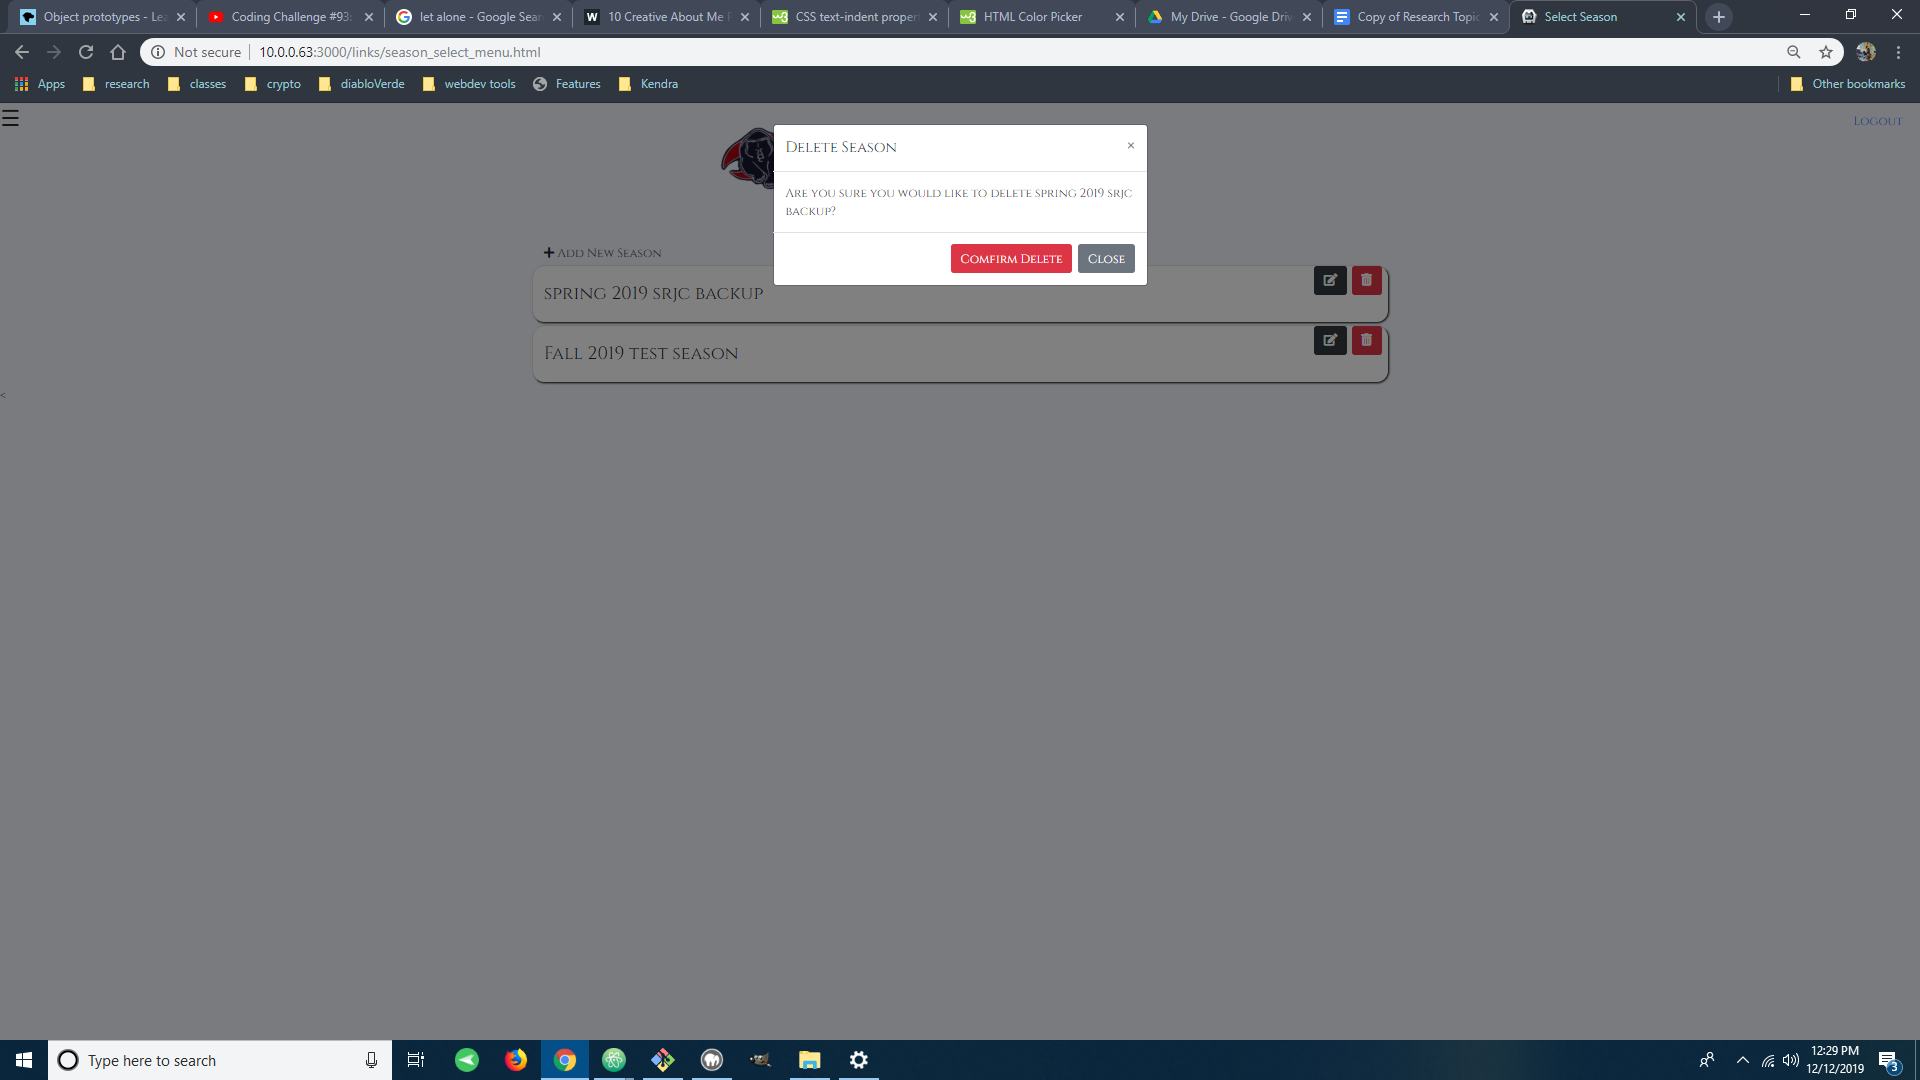 Object prototypes - Lea
Coding Challenge #93:
let alone - Google Sear
10 Creative About Me P
CSS text-indent propert
HTML Color Picker
My Drive - Google Driv
Copy of Research Topic
Select Season
Not secure
10.0.0.63:3000/links/season_select_menu.html
Apps
research
classes
crypto
diabloVerde
webdev tools
Features
Kendra
Other bookmarks
Logout
Delete Season
×
Are you sure you would like to delete spring 2019 srjc
backup?
Comfirm Delete
Close
Add New Season
spring 2019 srjc backup
Fall 2019 test season
<
Type here to search
12:29 PM
12/12/2019
3